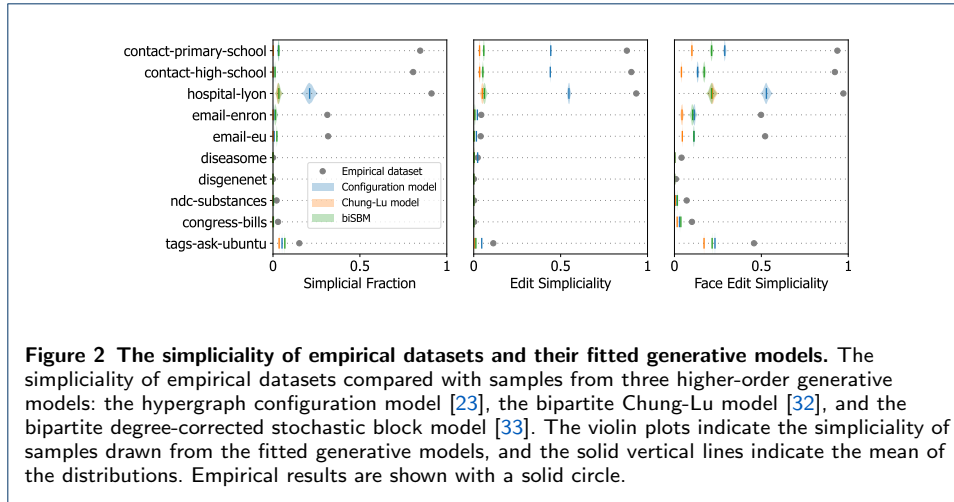 contact-primary-school
contact-high-school
hospital-lyon
email-enron
email-eu
diseasome
disgenenet
ndc-substances
congress-bills
tags-ask-ubuntu
Empirical dataset
Configuration model
Chung-Lu model
biSBM
0 0.5 1
Simplicial Fraction
0 0.5 1
Edit Simpliciality
0 0.5 1
Face Edit Simpliciality
Figure 2 The simpliciality of empirical datasets and their fitted generative models. The
simpliciality of empirical datasets compared with samples from three higher-order generative
models: the hypergraph configuration model [23], the bipartite Chung-Lu model [32], and the
bipartite degree-corrected stochastic block model [33]. The violin plots indicate the simpliciality of
samples drawn from the fitted generative models, and the solid vertical lines indicate the mean of
the distributions. Empirical results are shown with a solid circle.